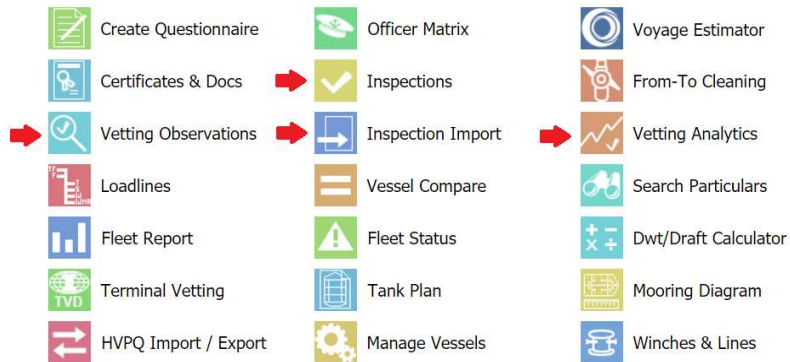 Create Questionnaire
Officer Matrix
Voyage Estimator
Certificates & Docs
Inspections
From-To Cleaning
Vetting Observations
Inspection Import
Vetting Analytics
Loadlines
Vessel Compare
Search Particulars
Fleet Report
Fleet Status
Dwt/Draft Calculator
TVD
Terminal Vetting
Tank Plan
Mooring Diagram
HVPQ Import / Export
Manage Vessels
Winches & Lines